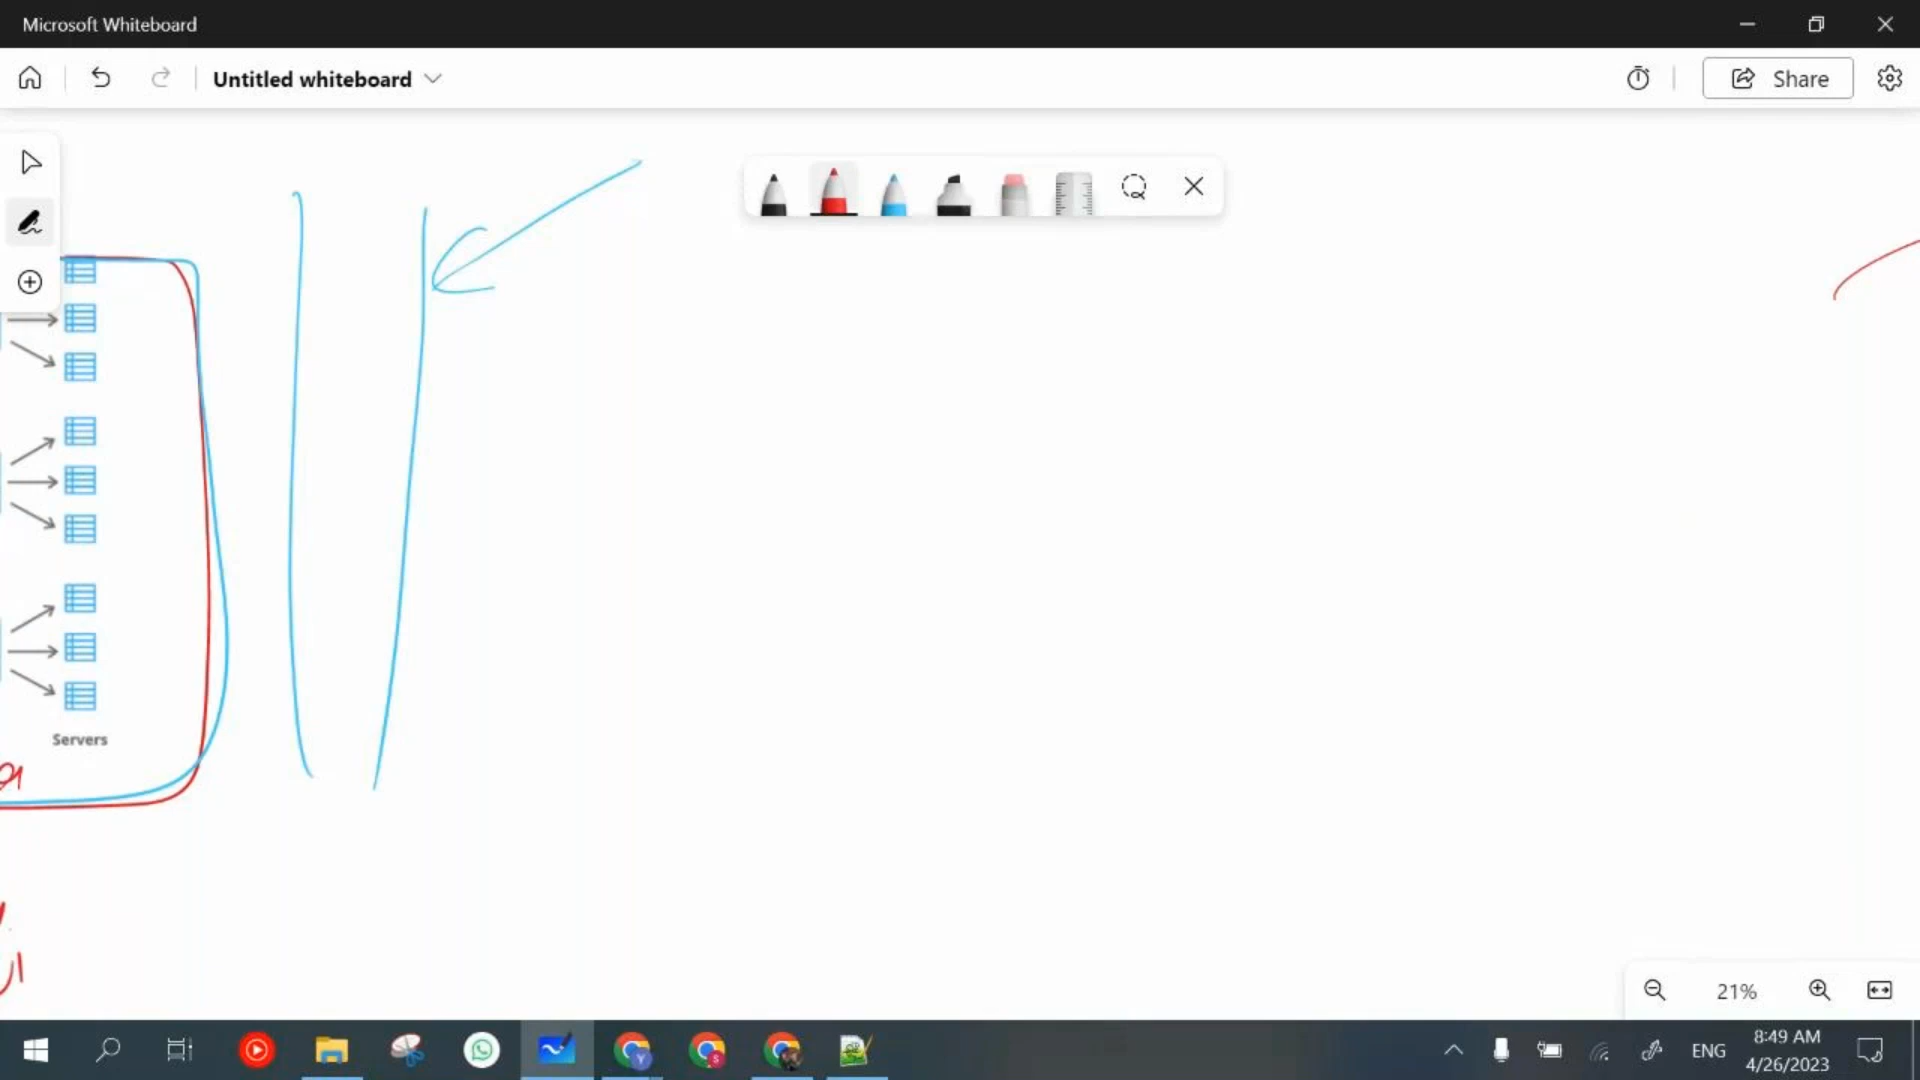 Microsoft Whiteboard
Untitled whiteboard
Share
Servers
21%
ENG
8:49 AM
4/26/2023